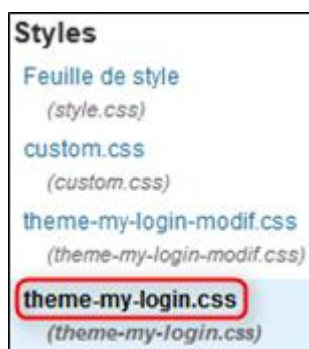 Styles
Feuille de style
(style.css)
custom.css
(custom.css)
theme-my-login-modif.css
(theme-my-login-modif.css)
theme-my-login.css
(theme-my-login.css)